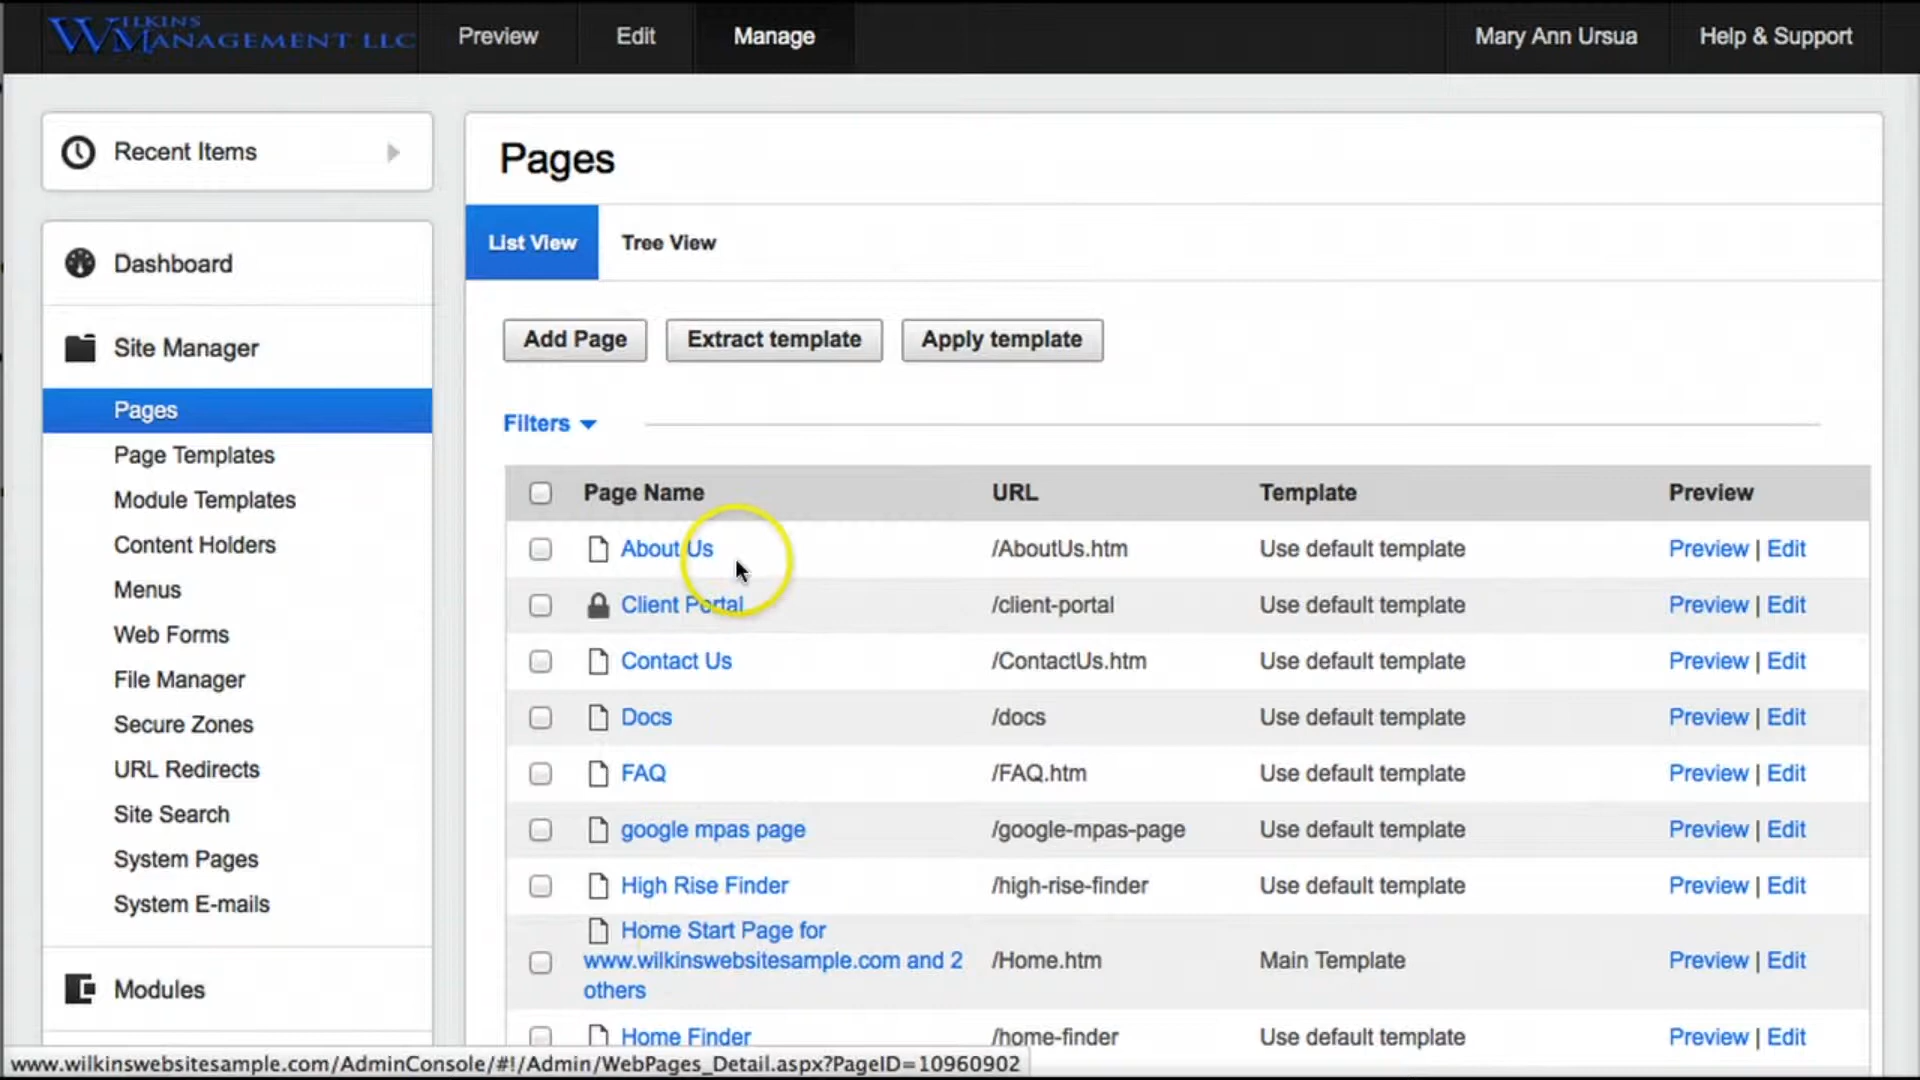 WILKINS
MANAGEMENT LLC
Preview
Edit
Manage
Mary Ann Ursua
Help & Support
Recent Items
Dashboard
Site Manager
Pages
Page Templates
Module Templates
Content Holders
Menus
Web Forms
File Manager
Secure Zones
URL Redirects
Site Search
System Pages
System E-mails
Modules
Pages
List View
Tree View
Add Page
Extract template
Apply template
Filters
Page Name URL Template Preview
About Us /AboutUs.htm Use default template Preview | Edit
Client Portal /client-portal Use default template Preview | Edit
Contact Us /ContactUs.htm Use default template Preview | Edit
Docs /docs Use default template Preview | Edit
FAQ /FAQ.htm Use default template Preview | Edit
google mpas page /google-mpas-page Use default template Preview | Edit
High Rise Finder /high-rise-finder Use default template Preview | Edit
Home Start Page for
www.wilkinswebsitesample.com and 2 /Home.htm Main Template Preview | Edit
others
Home Finder /home-finder Use default template Preview | Edit
www.wilkinswebsitesample.com/AdminConsole/#!/Admin/WebPages_Detail.aspx?PageID=10960902